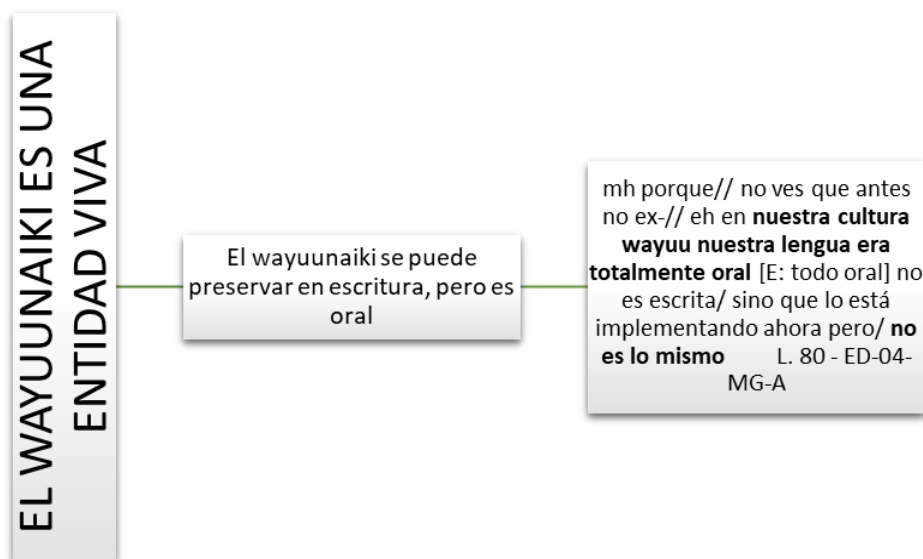 EL WAYUUNAIKI ES UNA
ENTIDAD VIVA
El wayuunaiki se puede
preservar en escritura, pero es
oral
mh porque// no ves que antes
no ex-// eh en nuestra cultura
wayuu nuestra lengua era
totalmente oral [E: todo oral] no
es escrita/ sino que lo está
implementando ahora pero/ no
es lo mismo L. 80 - ED-04-
MG-A